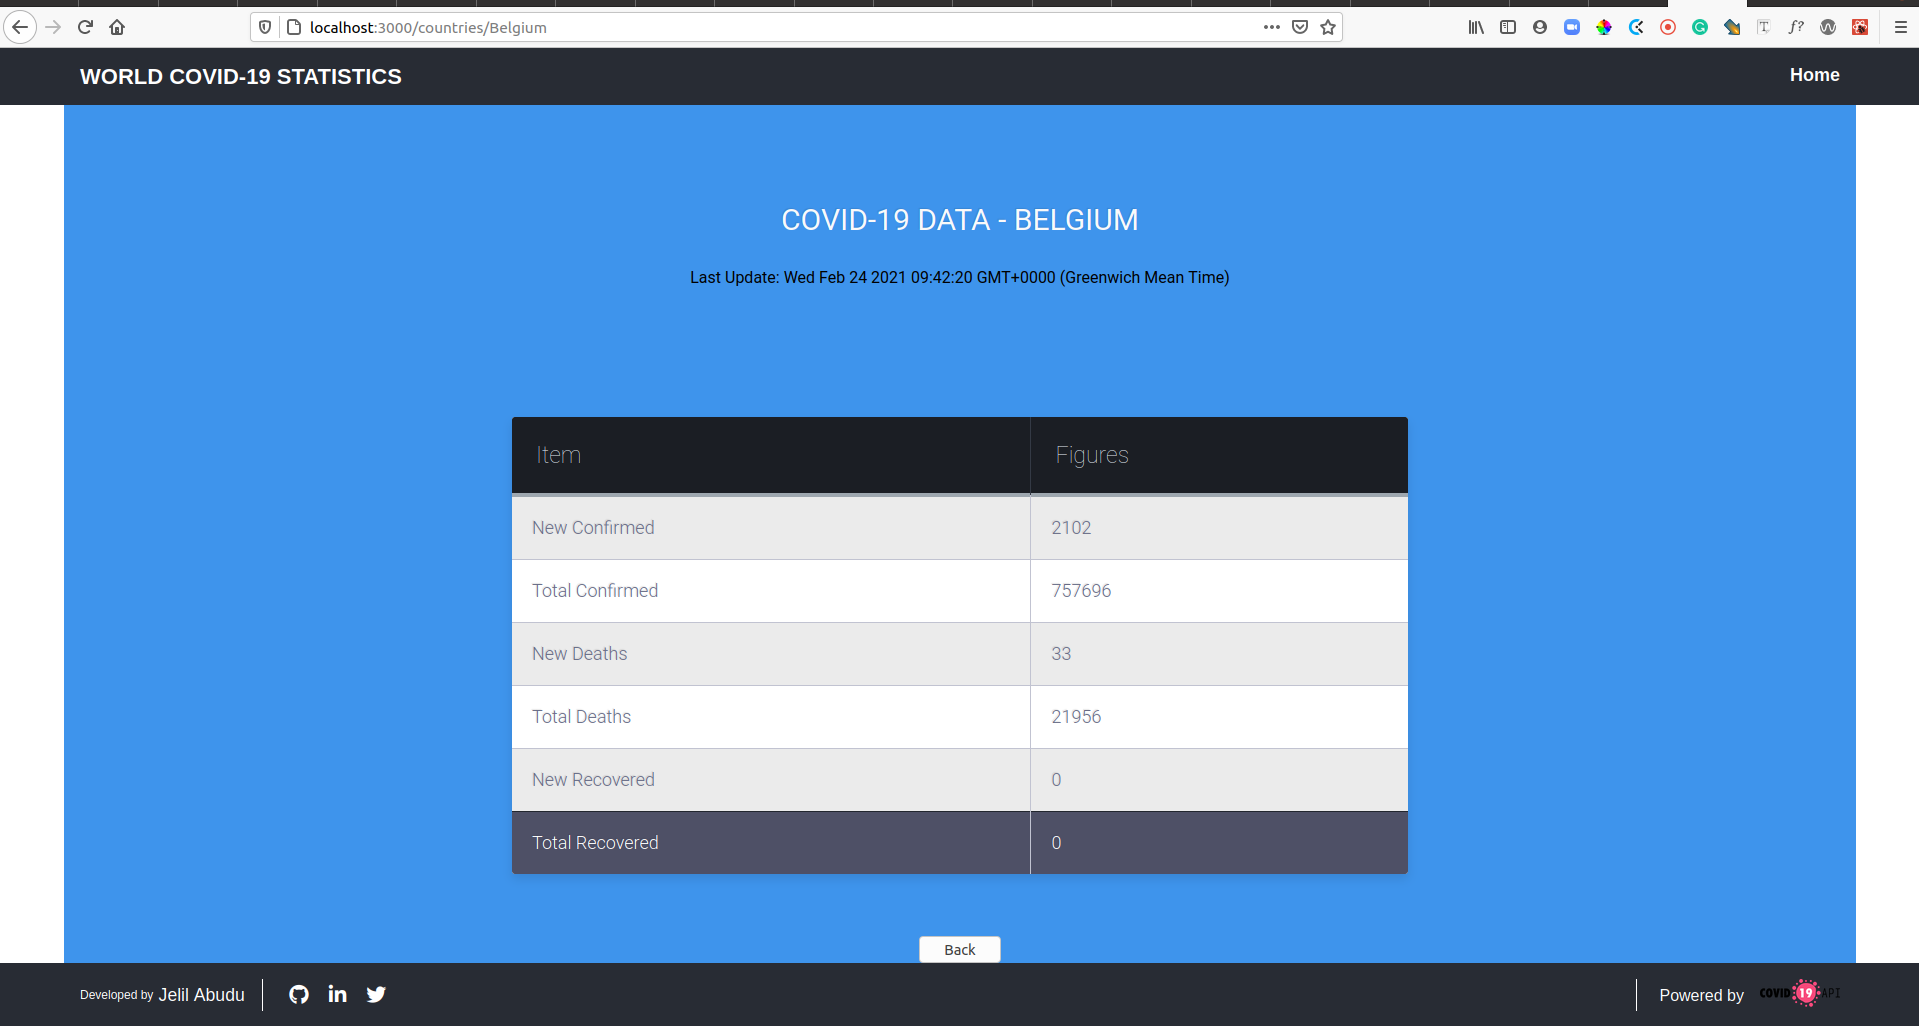 localhost:3000/countries/Belgium
WORLD COVID-19 STATISTICS
Home
COVID-19 DATA - BELGIUM
Last Update: Wed Feb 24 2021 09:42:20 GMT+0000 (Greenwich Mean Time)
Item Figures
New Confirmed 2102
Total Confirmed 757696
New Deaths 33
Total Deaths 21956
New Recovered 0
Total Recovered 0
Back
Developed by Jelil Abudu
Powered by COVID 19 API